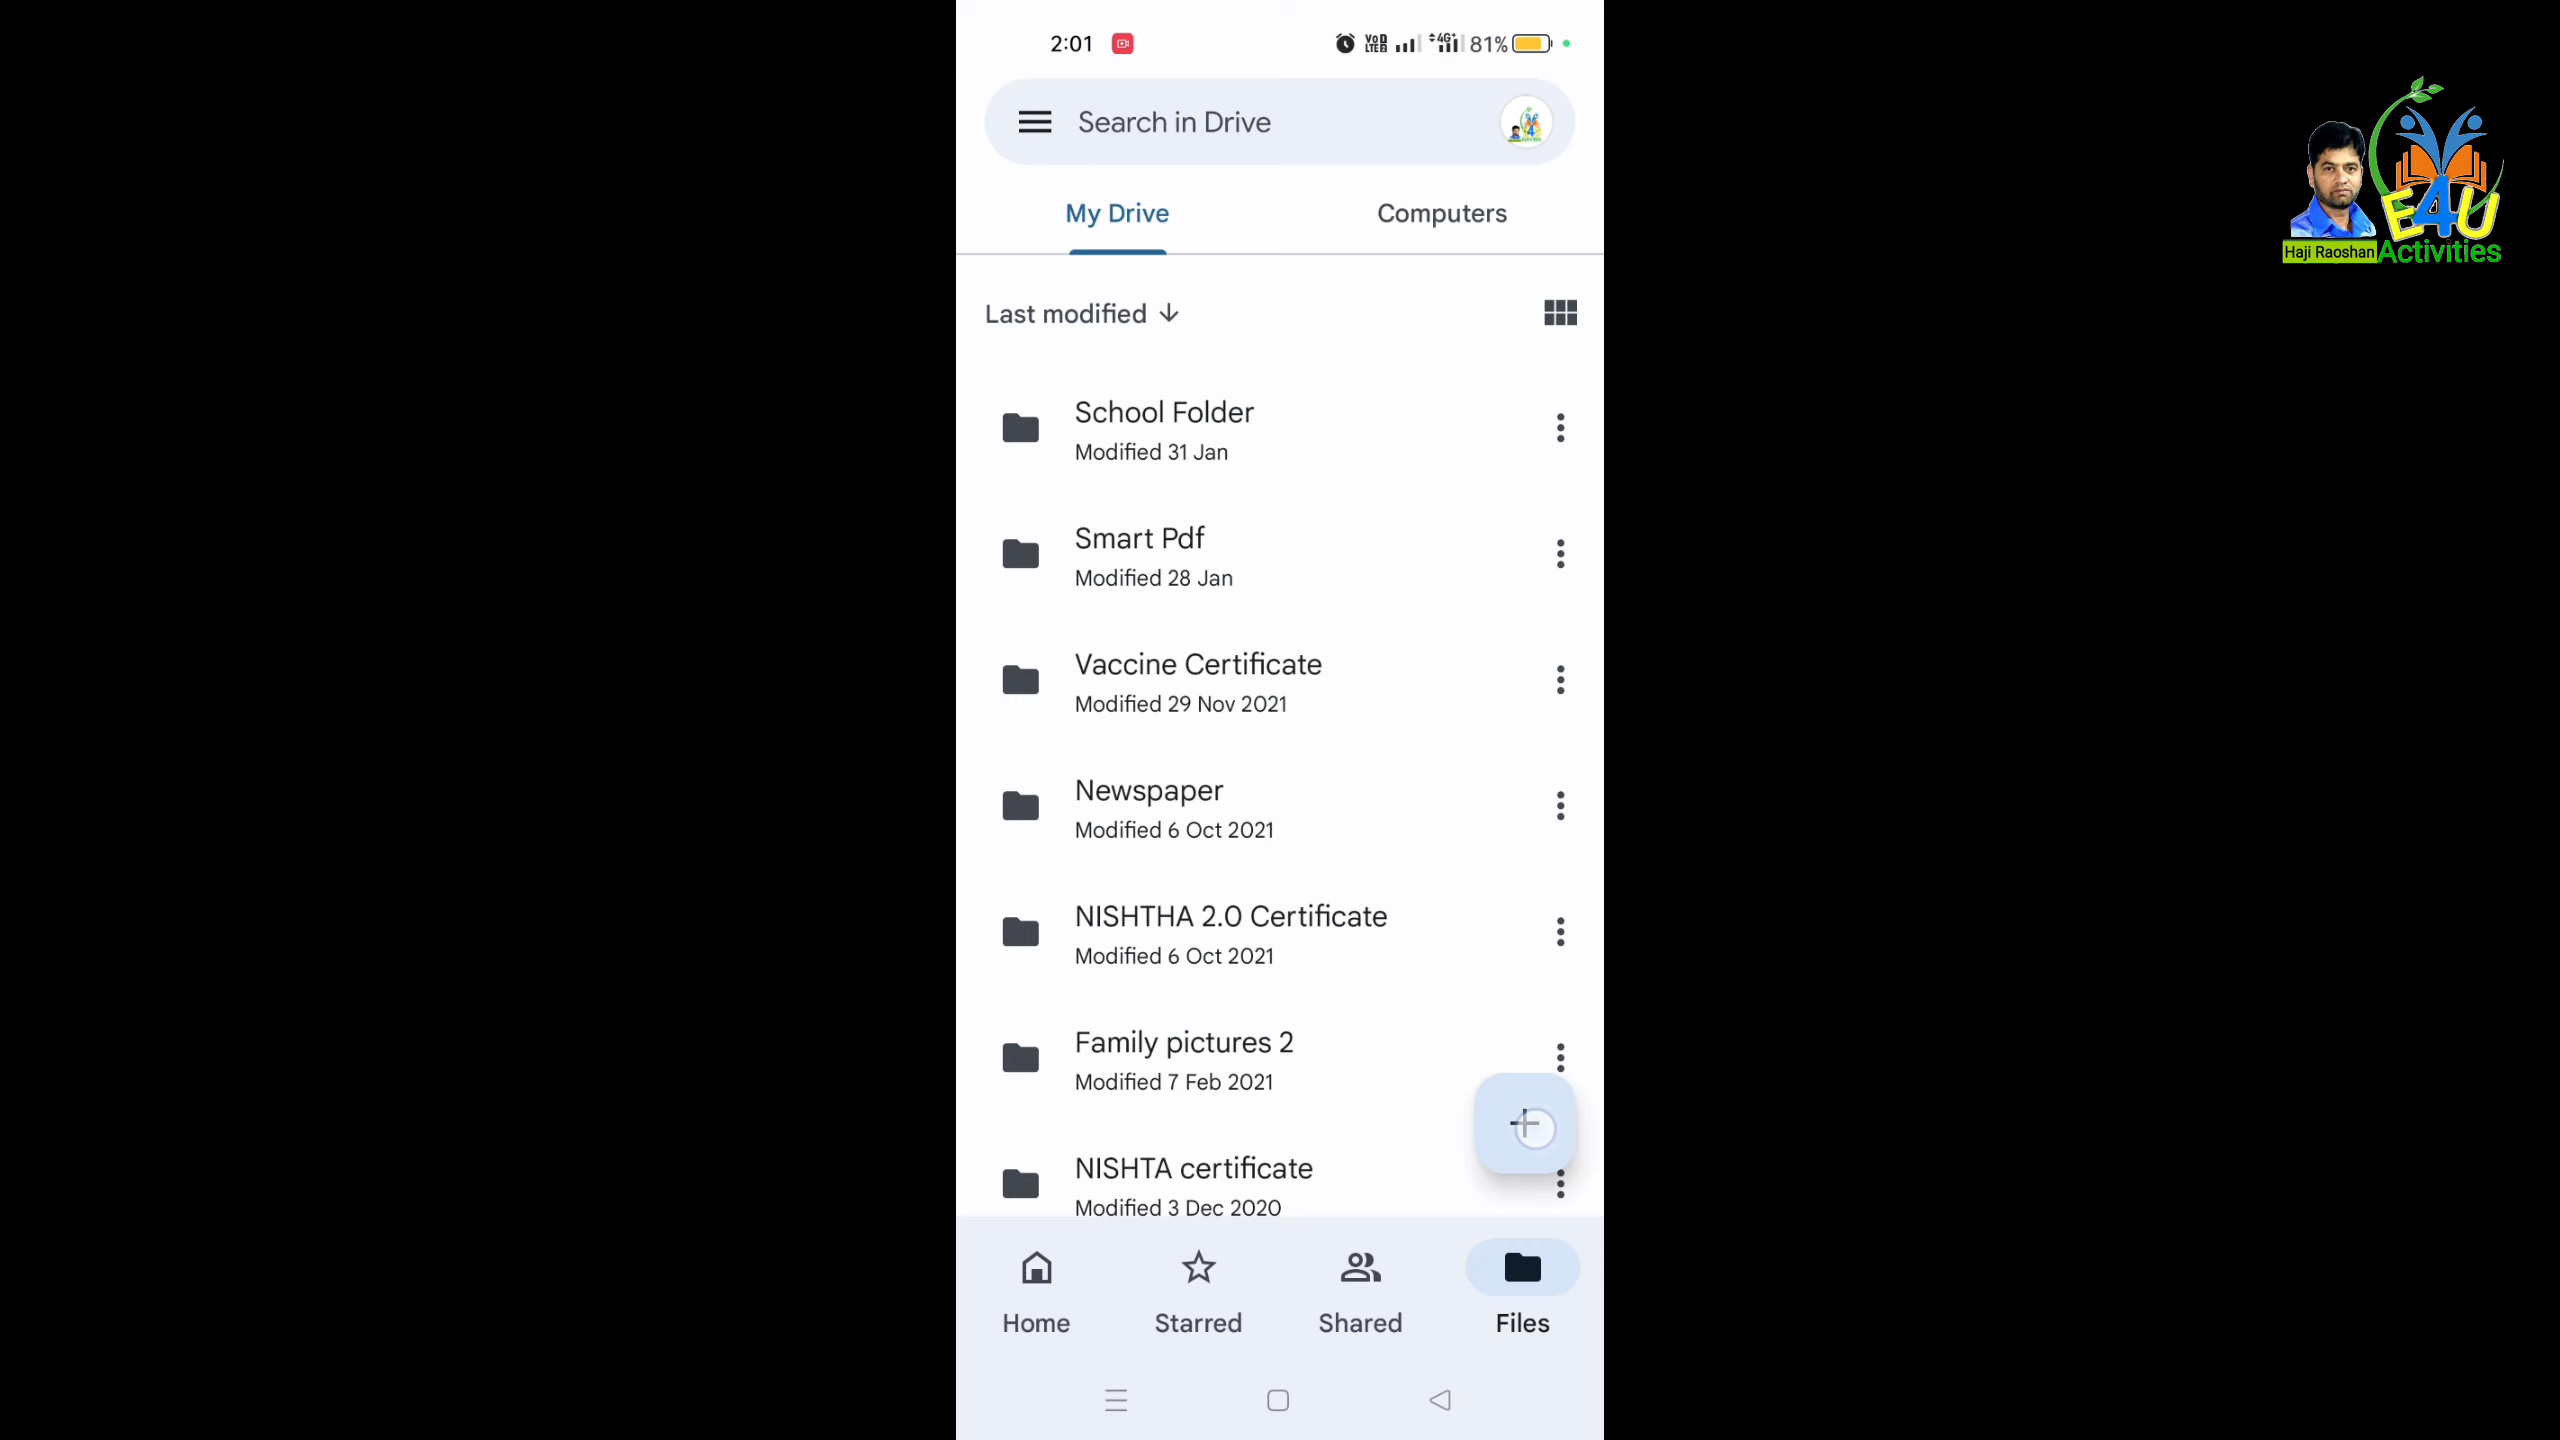 2:01
VoD LTE2 4G+ 81%
Search in Drive
My Drive
Computers
Last modified
School Folder
Modified 31 Jan
Smart Pdf
Modified 28 Jan
Vaccine Certificate
Modified 29 Nov 2021
Newspaper
Modified 6 Oct 2021
NISHTHA 2.0 Certificate
Modified 6 Oct 2021
Family pictures 2
Modified 7 Feb 2021
NISHTA certificate
Modified 3 Dec 2020
Home
Starred
Shared
Files
E4U
Haji Raoshan Activities